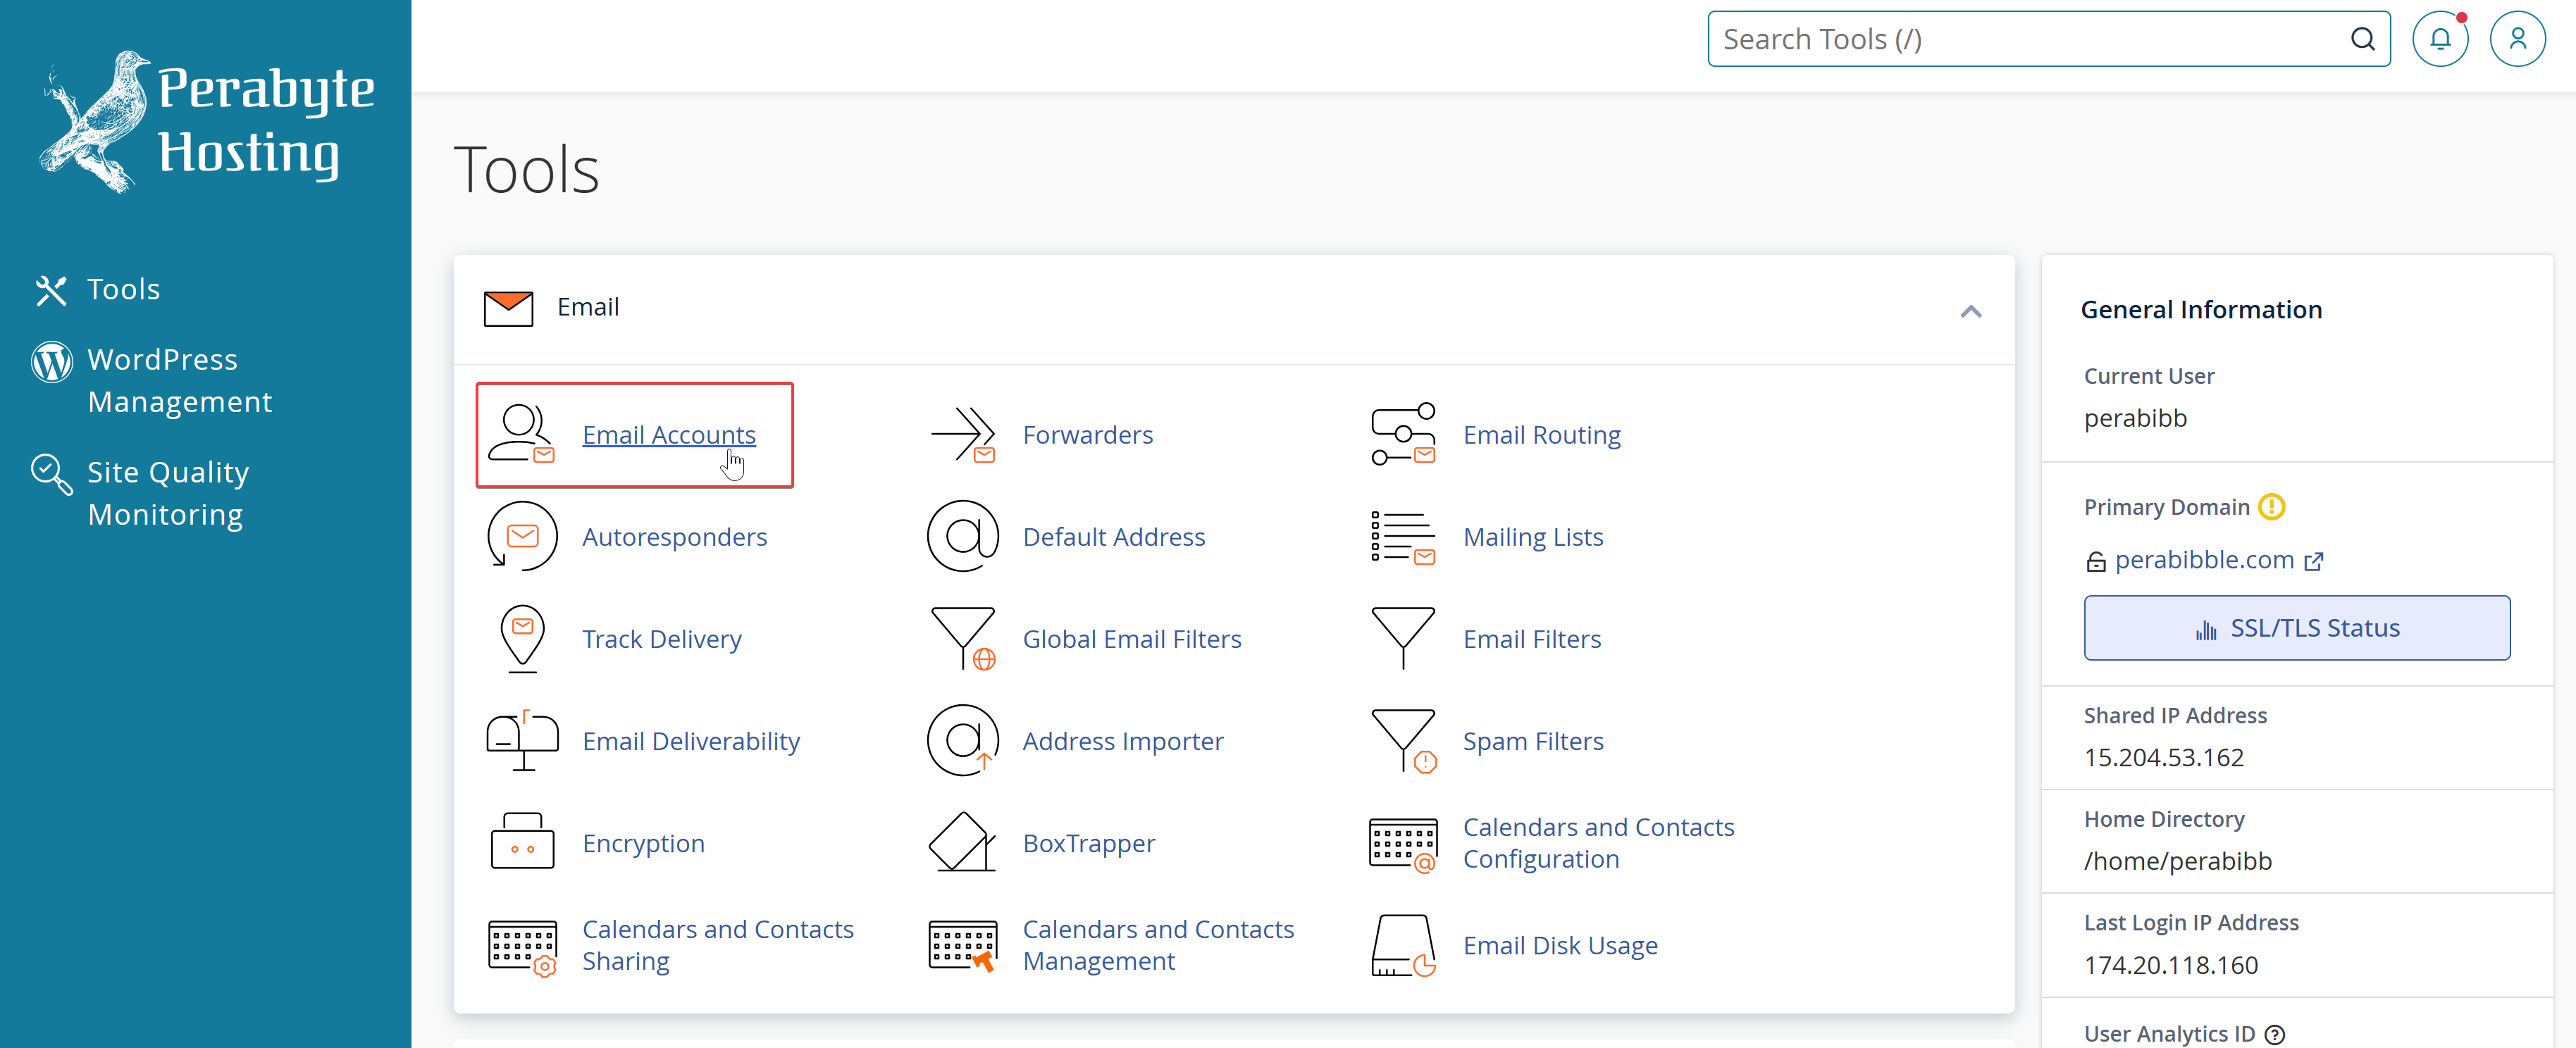 Perabyte
Hosting
Tools
WordPress
Management
Site Quality
Monitoring
Search Tools (/)
Tools
Email
Email Accounts
Forwarders
Email Routing
Autoresponders
Default Address
Mailing Lists
Track Delivery
Global Email Filters
Email Filters
Email Deliverability
Address Importer
Spam Filters
Encryption
BoxTrapper
Calendars and Contacts
Configuration
Calendars and Contacts
Sharing
Calendars and Contacts
Management
Email Disk Usage
General Information
Current User
perabibb
Primary Domain
perabibble.com
SSL/TLS Status
Shared IP Address
15.204.53.162
Home Directory
/home/perabibb
Last Login IP Address
174.20.118.160
User Analytics ID